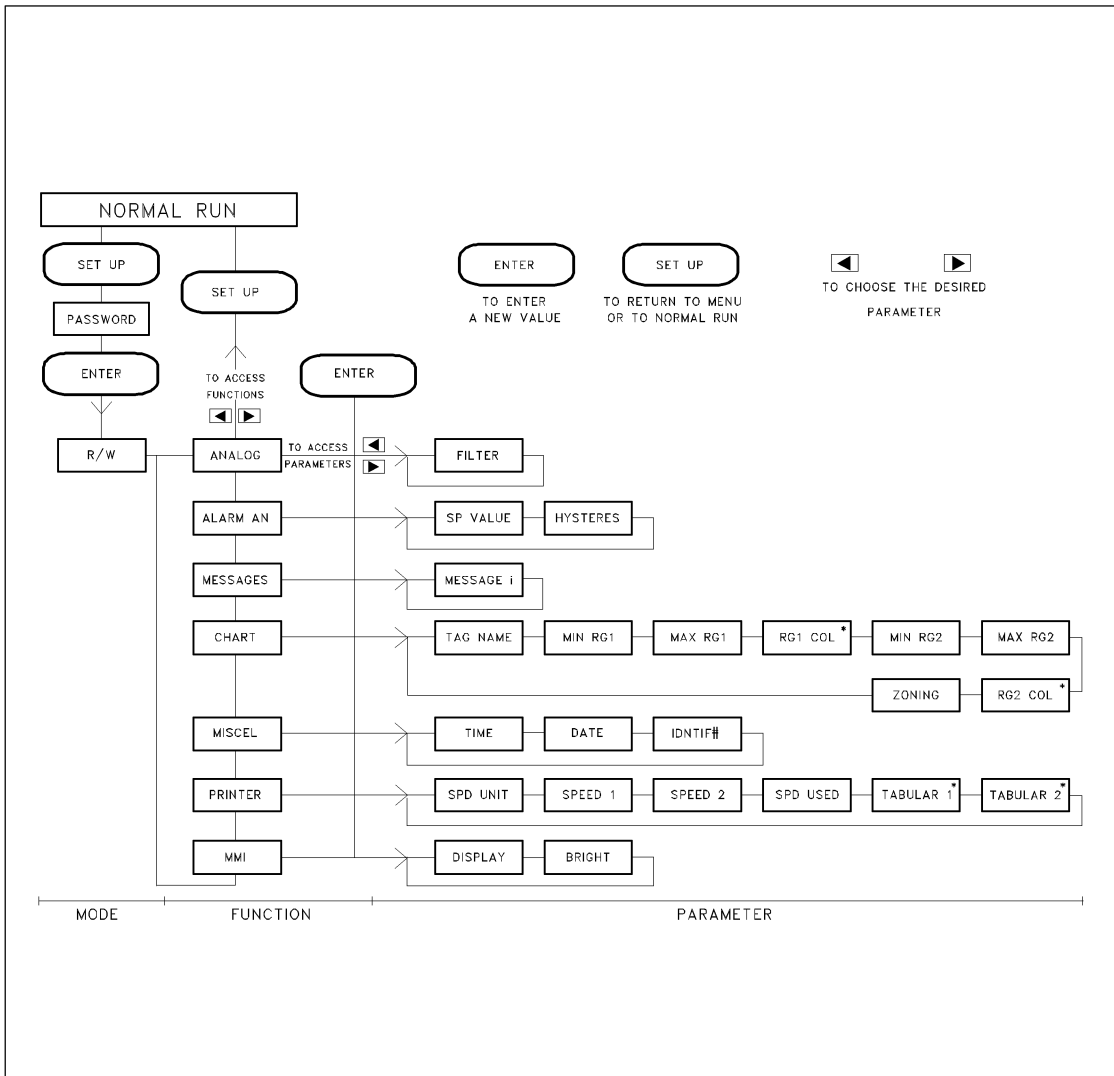 NORMAL RUN
SET UP
PASSWORD
ENTER
R/W
SET UP
TO ACCESS
FUNCTIONS
ENTER
ENTER
TO ENTER
A NEW VALUE
SET UP
TO RETURN TO MENU
OR TO NORMAL RUN
TO CHOOSE THE DESIRED
PARAMETER
ANALOG
TO ACCESS
PARAMETERS
FILTER
ALARM AN
SP VALUE
HYSTERES
MESSAGES
MESSAGE i
CHART
TAG NAME
MIN RG1
MAX RG1
RG1 COL*
MIN RG2
MAX RG2
ZONING
RG2 COL*
MISCEL
TIME
DATE
IDNTIF#
PRINTER
SPD UNIT
SPEED 1
SPEED 2
SPD USED
TABULAR 1*
TABULAR 2*
MMI
DISPLAY
BRIGHT
MODE
FUNCTION
PARAMETER